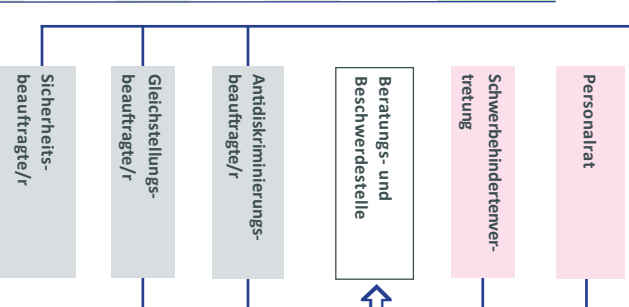 Sicherheits-
beauftragte/r
Gleichstellungs-
beauftragte/r
Antidiskriminierungs-
beauftragte/r
Beratungs- und
Beschwerdestelle
Schwerbehindertenver-
tretung
Personalrat